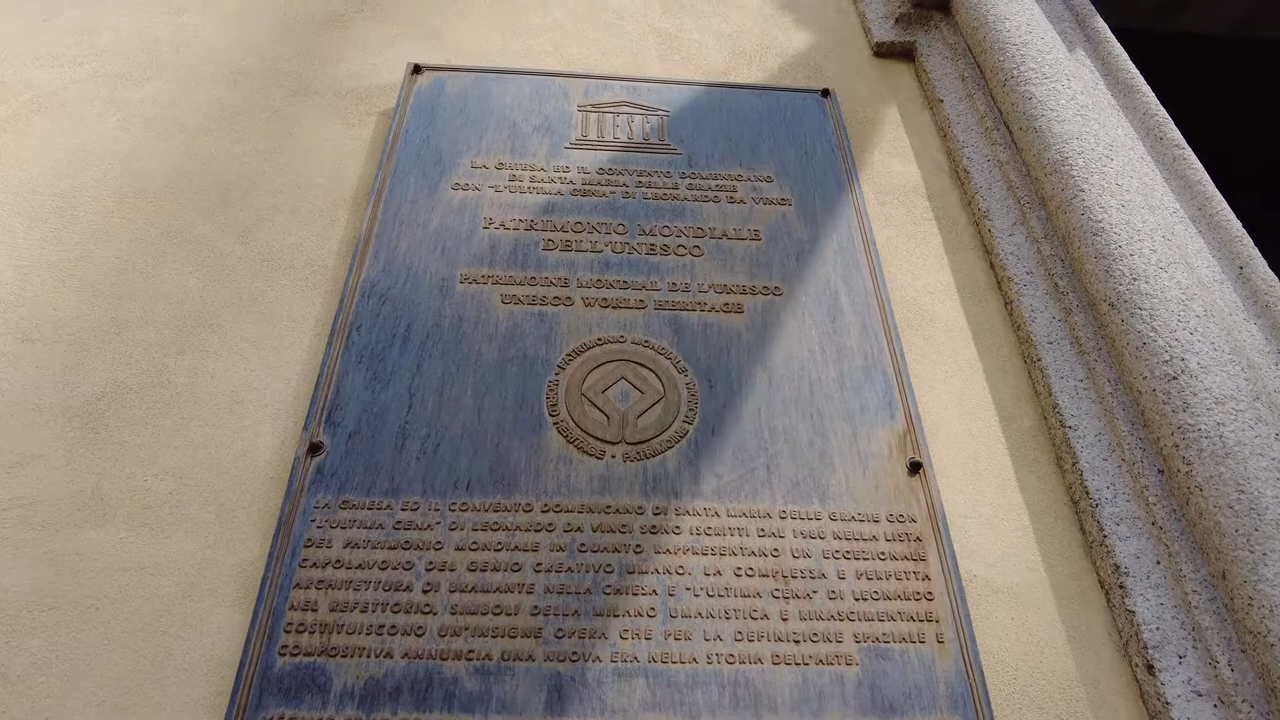 UNESCO
LA CHIESA ED IL CONVENTO DOMENICANO
DI SANTA MARIA DELLE GRAZIE
CON "L'ULTIMA CENA" DI LEONARDO DA VINCI
PATRIMONIO MONDIALE
DELL'UNESCO
PATRIMOINE MONDIAL DE L'UNESCO
UNESCO WORLD HERITAGE
PATRIMONIO MONDIALE • PATRIMOINE MONDIAL • WORLD HERITAGE •
LA CHIESA ED IL CONVENTO DOMENICANO DI SANTA MARIA DELLE GRAZIE CON
"L'ULTIMA CENA" DI LEONARDO DA VINCI SONO ISCRITTI DAL 1980 NELLA LISTA
DEL PATRIMONIO MONDIALE IN QUANTO RAPPRESENTANO UN ECCEZIONALE
CAPOLAVORO DEL GENIO CREATIVO UMANO. LA COMPLESSA E PERFETTA
ARCHITETTURA DI BRAMANTE NELLA CHIESA E "L'ULTIMA CENA" DI LEONARDO
NEL REFETTORIO, SIMBOLI DELLA MILANO UMANISTICA E RINASCIMENTALE,
COSTITUISCONO UN'INSIGNE OPERA CHE PER LA DEFINIZIONE SPAZIALE E
COMPOSITIVA ANNUNCIA UNA NUOVA ERA NELLA STORIA DELL'ARTE.